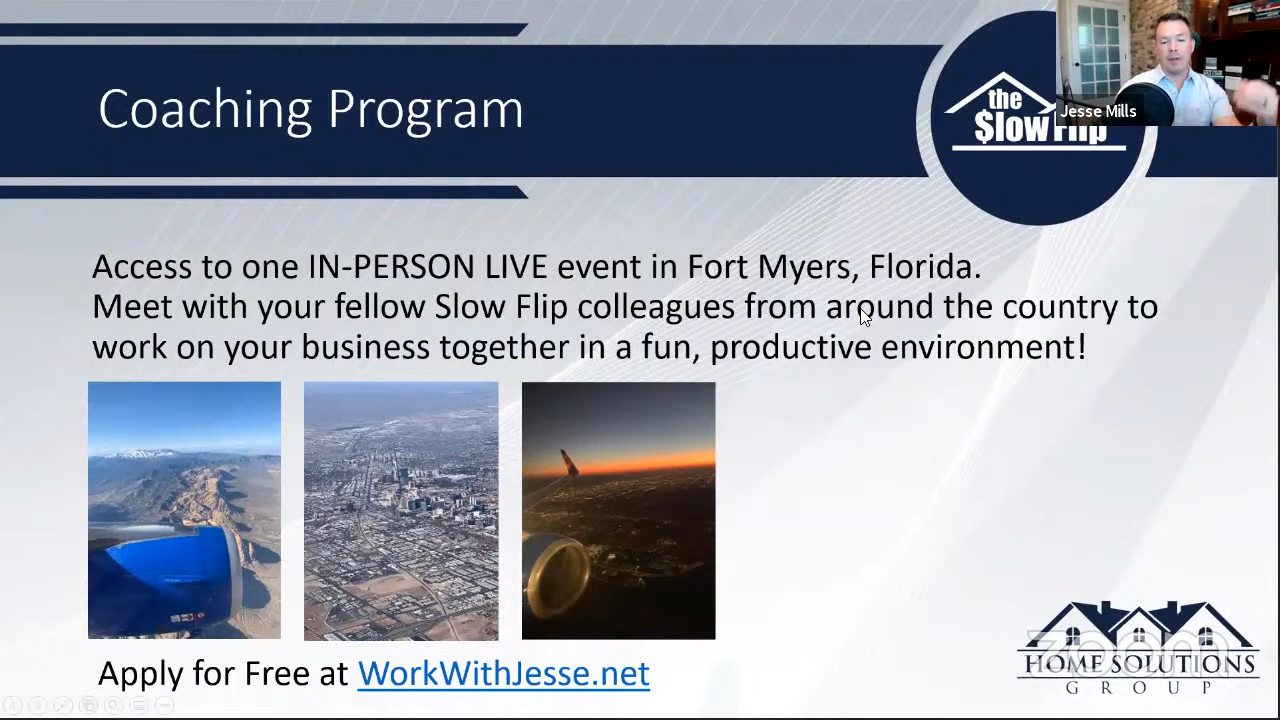 Coaching Program
the
$low Flip
Jesse Mills
Access to one IN-PERSON LIVE event in Fort Myers, Florida.
Meet with your fellow Slow Flip colleagues from around the country to
work on your business together in a fun, productive environment!
Apply for Free at WorkWithJesse.net
zoom
HOME SOLUTIONS
GROUP